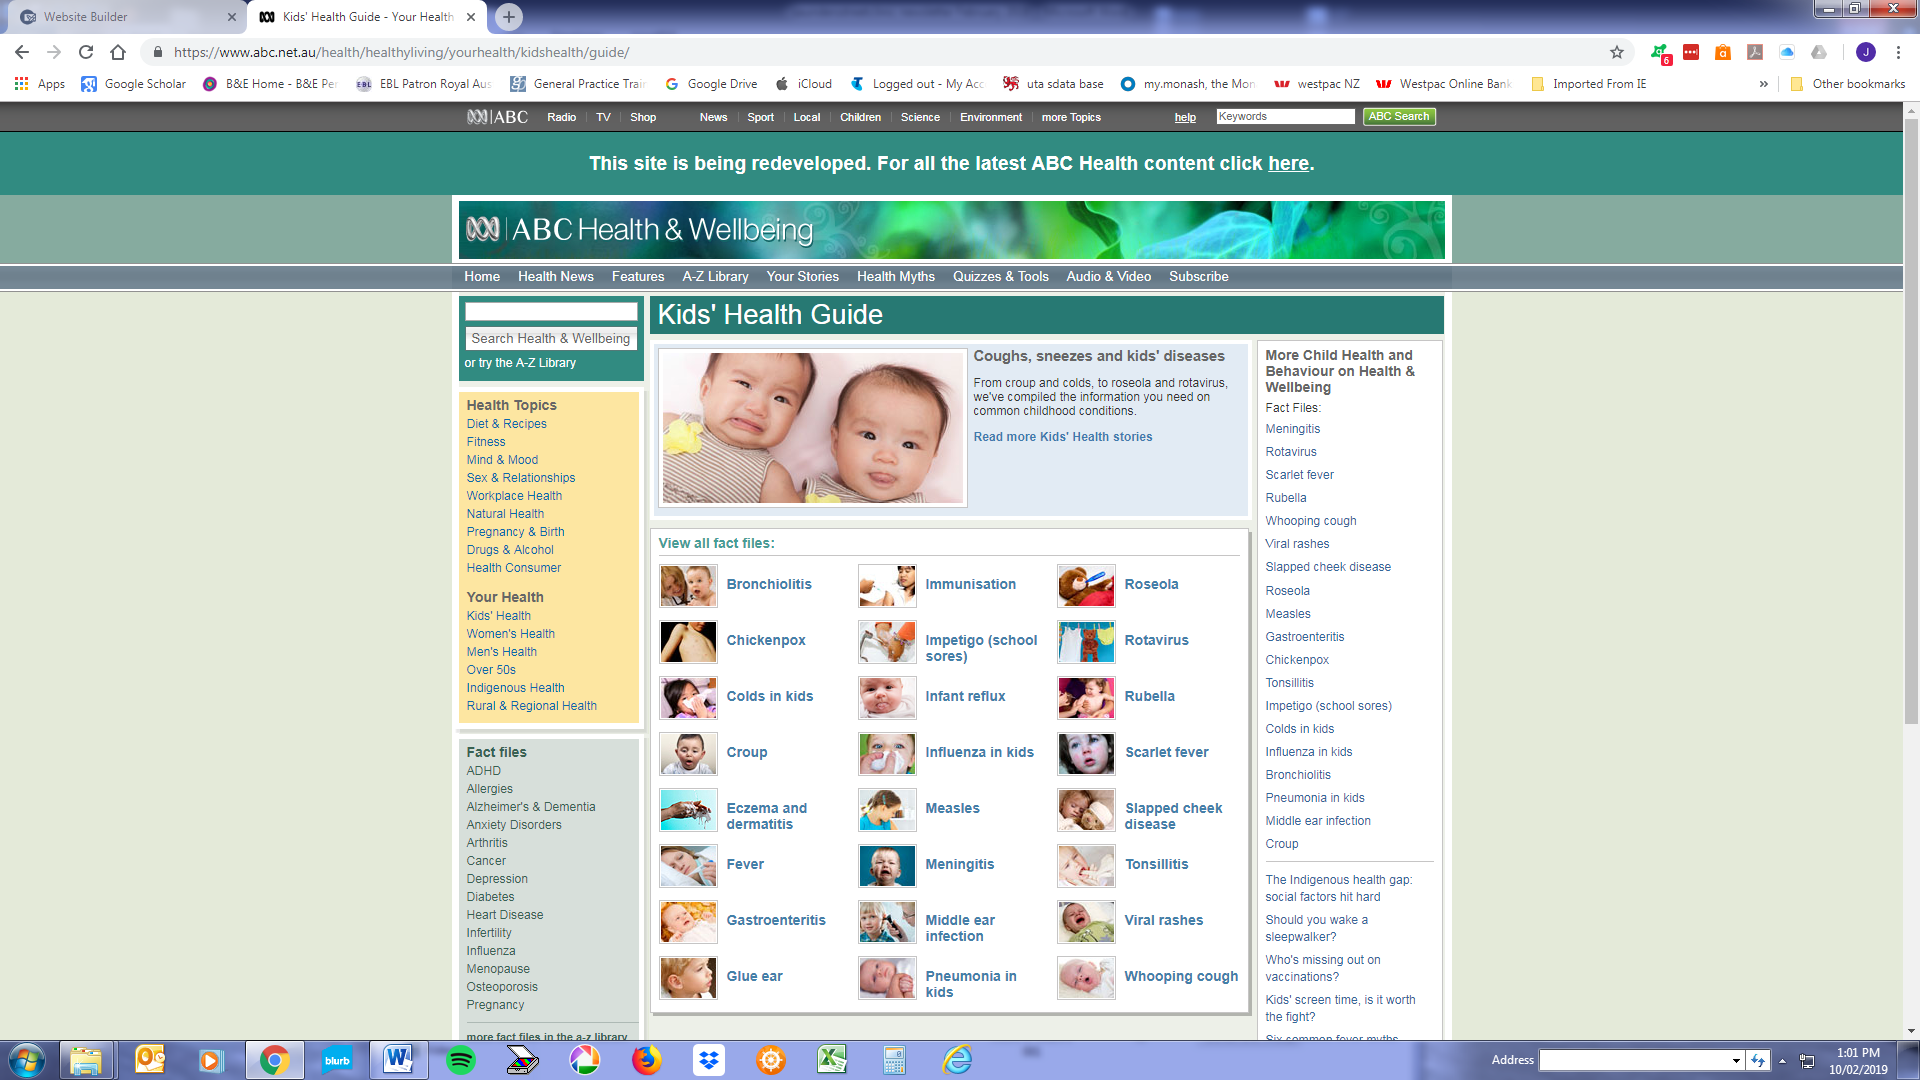 Website Builder
Kids' Health Guide - Your Health
https://www.abc.net.au/health/healthyliving/yourhealth/kidshealth/guide/
6
J
Apps
Google Scholar
B&E Home - B&E Per
EBL
EBL Patron Royal Aus
General Practice Train
Google Drive
iCloud
Logged out - My Acc
uta sdata base
my.monash, the Mon
westpac NZ
Westpac Online Bank
Imported From IE
»
Other bookmarks
ABC
Radio
TV
Shop
News
Sport
Local
Children
Science
Environment
more Topics
help
Keywords
ABC Search
This site is being redeveloped. For all the latest ABC Health content click here.
ABC Health & Wellbeing
Home
Health News
Features
A-Z Library
Your Stories
Health Myths
Quizzes & Tools
Audio & Video
Subscribe
Search Health & Wellbeing
or try the A-Z Library
Health Topics
Diet & Recipes
Fitness
Mind & Mood
Sex & Relationships
Workplace Health
Natural Health
Pregnancy & Birth
Drugs & Alcohol
Health Consumer
Your Health
Kids' Health
Women's Health
Men's Health
Over 50s
Indigenous Health
Rural & Regional Health
Fact files
ADHD
Allergies
Alzheimer's & Dementia
Anxiety Disorders
Arthritis
Cancer
Depression
Diabetes
Heart Disease
Infertility
Influenza
Menopause
Osteoporosis
Pregnancy
more fact files in the a-z library
Kids' Health Guide
Coughs, sneezes and kids' diseases
From croup and colds, to roseola and rotavirus,
we've compiled the information you need on
common childhood conditions.
Read more Kids' Health stories
View all fact files:
Bronchiolitis
Immunisation
Roseola
Chickenpox
Impetigo (school
sores)
Rotavirus
Colds in kids
Infant reflux
Rubella
Croup
Influenza in kids
Scarlet fever
Eczema and
dermatitis
Measles
Slapped cheek
disease
Fever
Meningitis
Tonsillitis
Gastroenteritis
Middle ear
infection
Viral rashes
Glue ear
Pneumonia in
kids
Whooping cough
More Child Health and
Behaviour on Health &
Wellbeing
Fact Files:
Meningitis
Rotavirus
Scarlet fever
Rubella
Whooping cough
Viral rashes
Slapped cheek disease
Roseola
Measles
Gastroenteritis
Chickenpox
Tonsillitis
Impetigo (school sores)
Colds in kids
Influenza in kids
Bronchiolitis
Pneumonia in kids
Middle ear infection
Croup
The Indigenous health gap:
social factors hit hard
Should you wake a
sleepwalker?
Who's missing out on
vaccinations?
Kids' screen time, is it worth
the fight?
Six common fever myths
blurb
Address
1:01 PM
10/02/2019